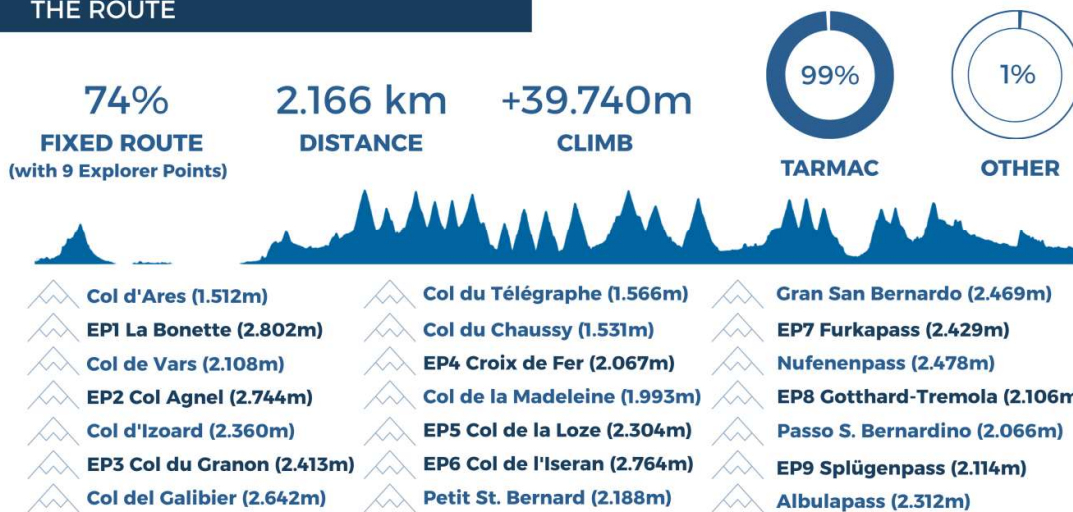 THE ROUTE
74%
FIXED ROUTE
(with 9 Explorer Points)
2.166 km
DISTANCE
+39.740m
CLIMB
99%
TARMAC
1%
OTHER
Col d'Ares (1.512m)
EP1 La Bonette (2.802m)
Col de Vars (2.108m)
EP2 Col Agnel (2.744m)
Col d'Izoard (2.360m)
EP3 Col du Granon (2.413m)
Col del Galibier (2.642m)
Col du Télégraphe (1.566m)
Col du Chaussy (1.531m)
EP4 Croix de Fer (2.067m)
Col de la Madeleine (1.993m)
EP5 Col de la Loze (2.304m)
EP6 Col de l'Iseran (2.764m)
Petit St. Bernard (2.188m)
Gran San Bernardo (2.469m)
EP7 Furkapass (2.429m)
Nufenenpass (2.478m)
EP8 Gotthard-Tremola (2.106m
Passo S. Bernardino (2.066m)
EP9 Splügenpass (2.114m)
Albulapass (2.312m)